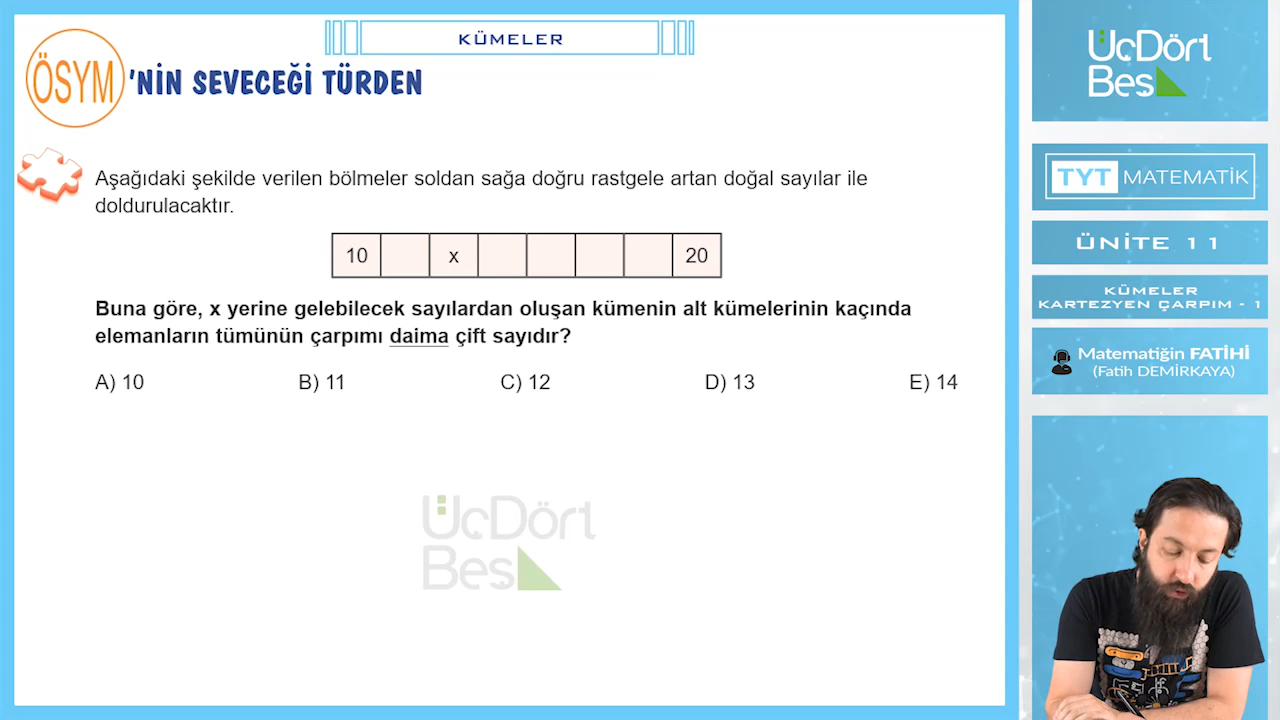 KÜMELER
ÖSYM'NİN SEVECEĞİ TÜRDEN
Aşağıdaki şekilde verilen bölmeler soldan sağa doğru rastgele artan doğal sayılar ile
doldurulacaktır.
10 x 20
Buna göre, x yerine gelebilecek sayılardan oluşan kümenin alt kümelerinin kaçında
elemanların tümünün çarpımı daima çift sayıdır?
A) 10 B) 11 C) 12 D) 13 E) 14
ÜçDört
Beş
ÜçDört
Beş
TYT MATEMATİK
ÜNİTE 11
KÜMELER
KARTEZYEN ÇARPIM - 1
Matematiğin FATİHİ
(Fatih DEMİRKAYA)